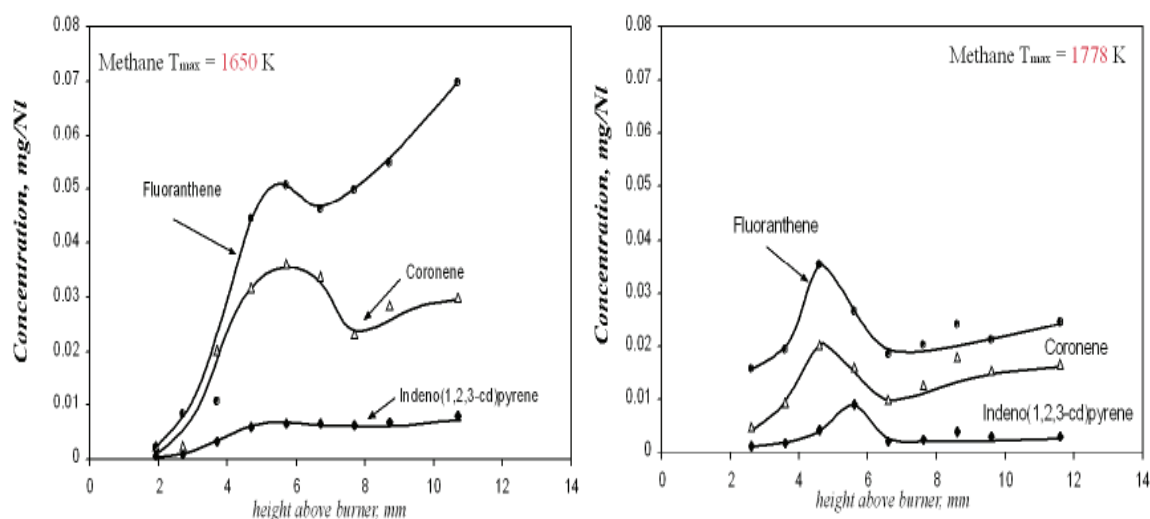 0.08
0.07
0.06
0.05
0.04
0.03
0.02
0.01
0
Concentration, mg/Nl
Methane Tmax = 1650 K
Fluoranthene
Coronene
Indeno(1,2,3-cd)pyrene
0 2 4 6 8 10 12 14
height above burner, mm
0.08
0.07
0.06
0.05
0.04
0.03
0.02
0.01
0
Concentration, mg/Nl
Methane Tmax = 1778 K
Fluoranthene
Coronene
Indeno(1,2,3-cd)pyrene
0 2 4 6 8 10 12 14
height above burner, mm